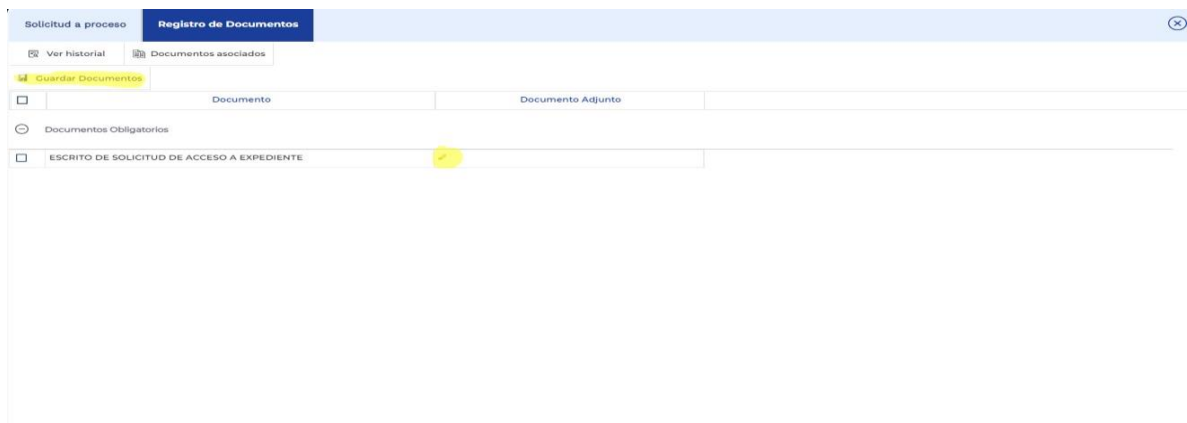 Solicitud a proceso Registro de Documentos
Ver historial Documentos asociados
Guardar Documentos
Documento Documento Adjunto
Documentos Obligatorios
ESCRITO DE SOLICITUD DE ACCESO A EXPEDIENTE